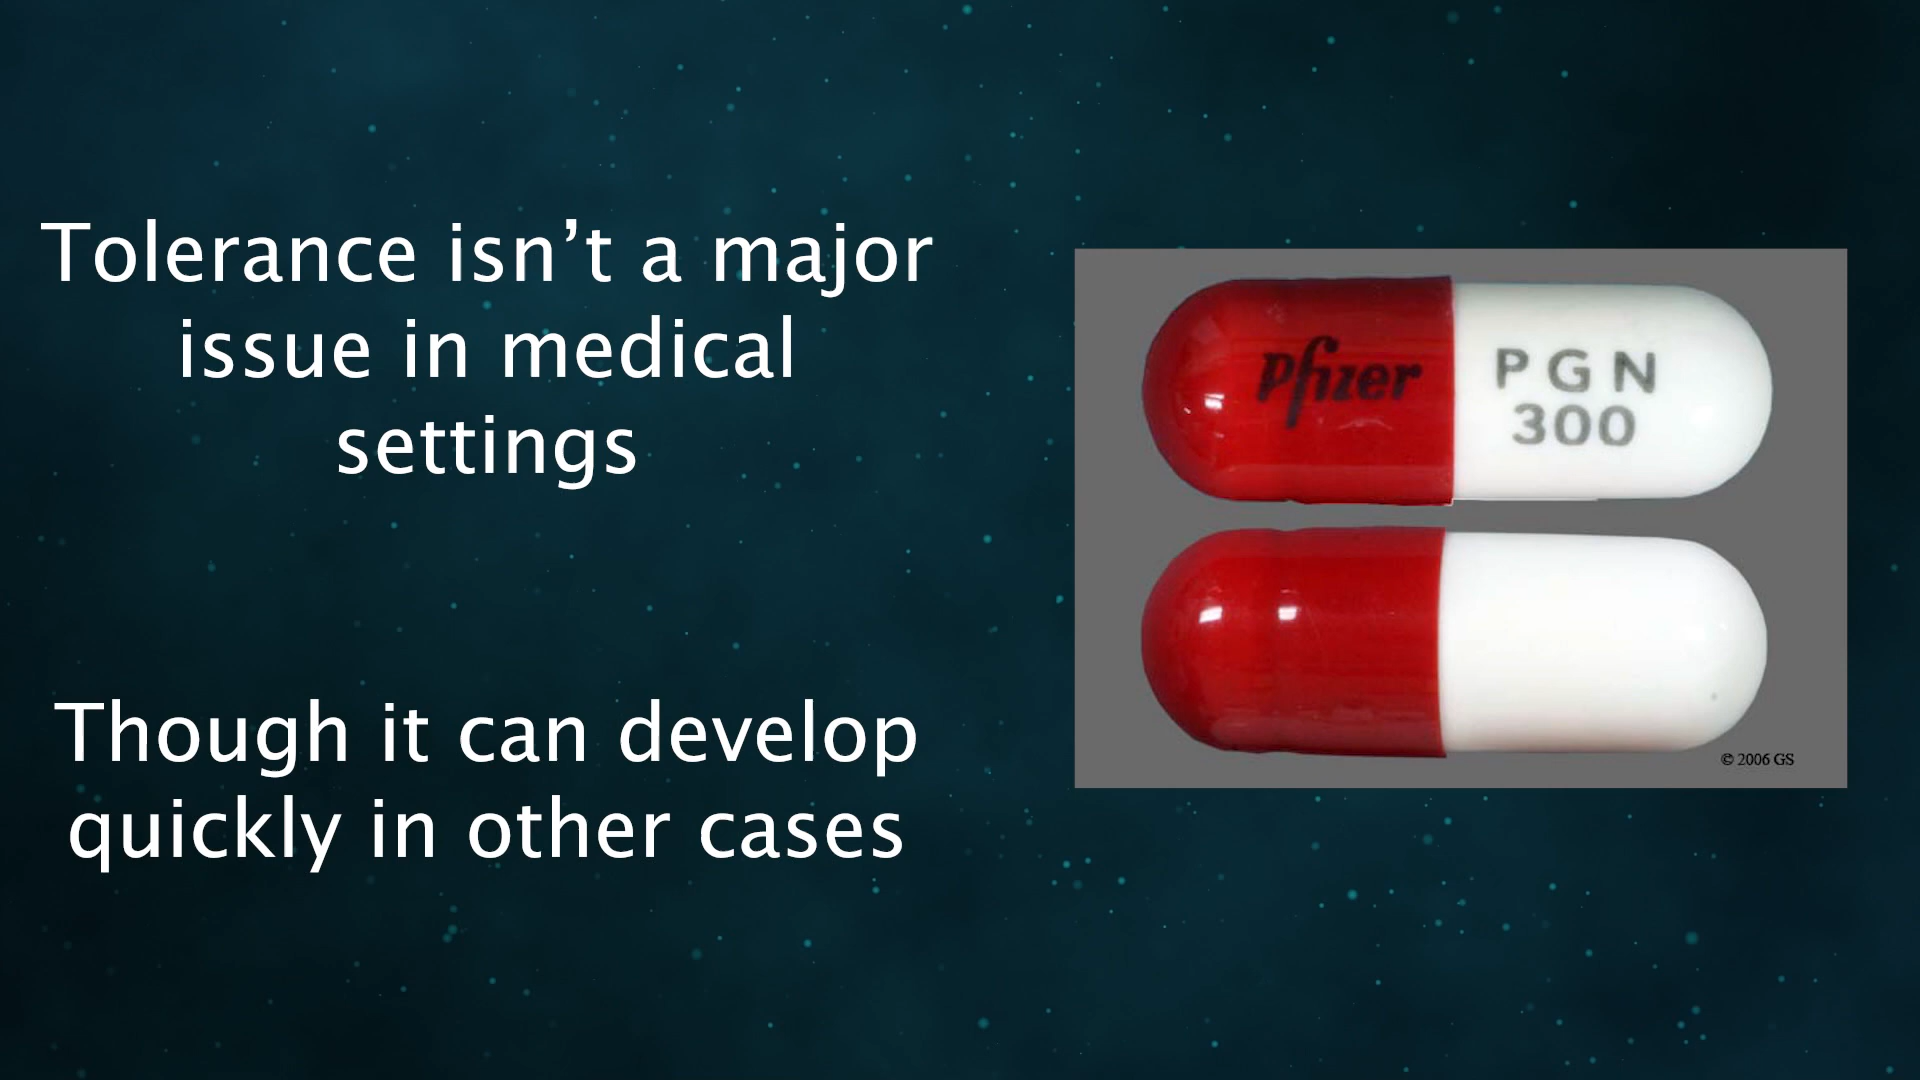 Tolerance isn’t a major
issue in medical
settings
Though it can develop
quickly in other cases
Pfizer
PGN
300
© 2006 GS